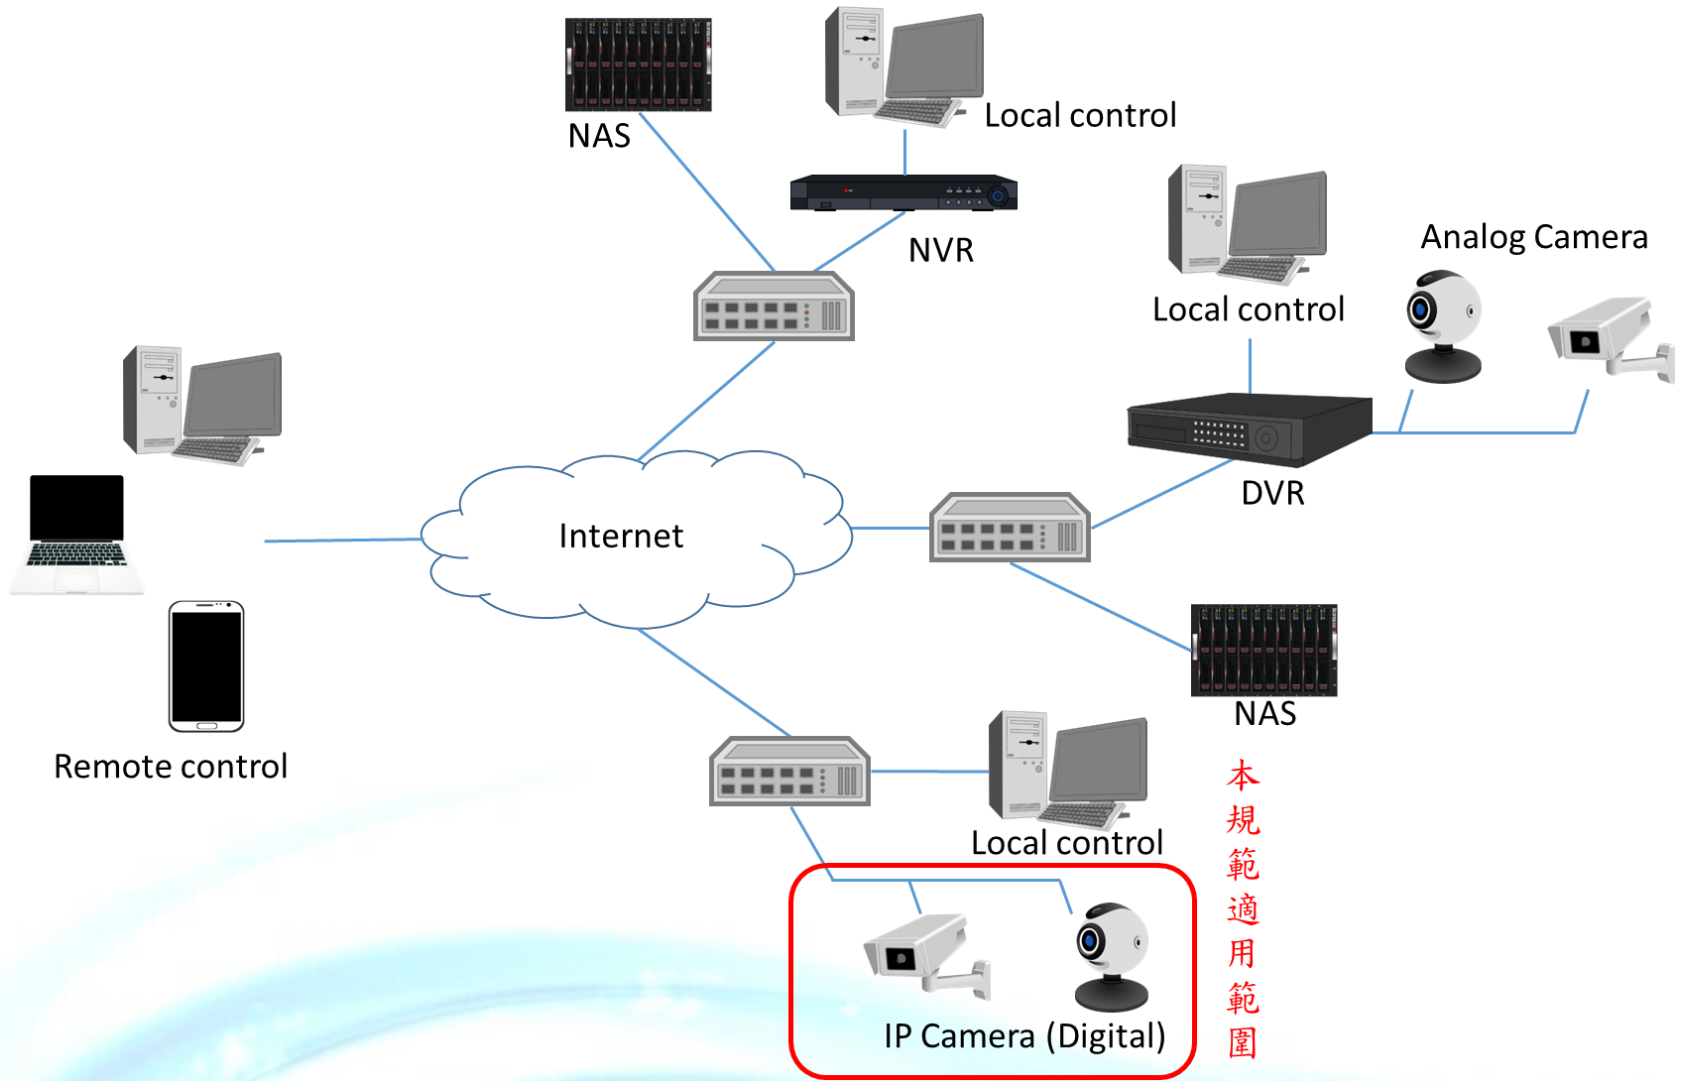 NAS
Local control
NVR
Analog Camera
Local control
DVR
Internet
NAS
Remote control
Local control
本規範適用範圍
IP Camera (Digital)